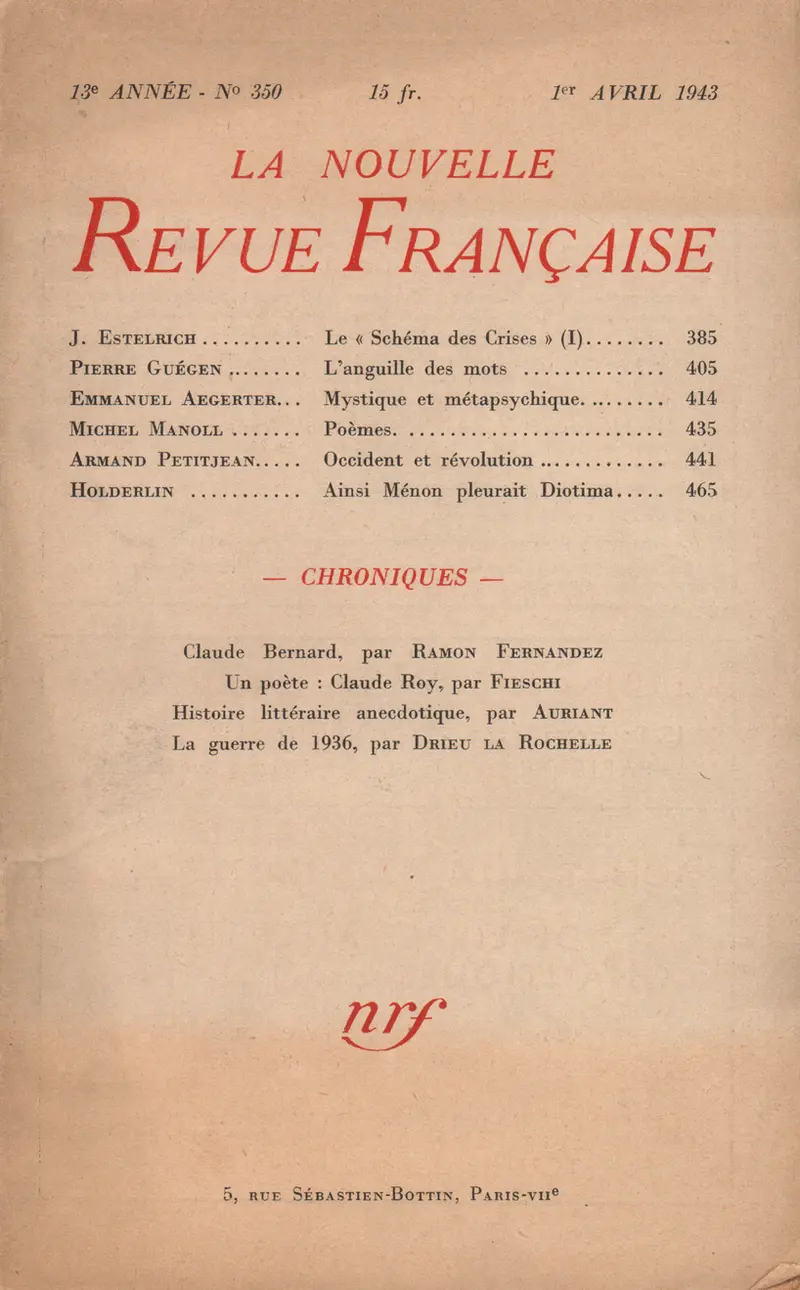 13e ANNÉE - No 350 15 fr. 1er AVRIL 1943
LA NOUVELLE
REVUE FRANÇAISE
J. ESTELRICH .......... Le « Schéma des Crises » (I)........ 385
PIERRE GUÉGEN ........ L'anguille des mots .............. 405
EMMANUEL AEGERTER... Mystique et métapsychique. ........ 414
MICHEL MANOLL ....... Poèmes. ......................... 435
ARMAND PETITJEAN..... Occident et révolution ............ 441
HOLDERLIN ........... Ainsi Ménon pleurait Diotima..... 465
— CHRONIQUES —
Claude Bernard, par RAMON FERNANDEZ
Un poète : Claude Roy, par FIESCHI
Histoire littéraire anecdotique, par AURIANT
La guerre de 1936, par DRIEU LA ROCHELLE
nrf
5, RUE SÉBASTIEN-BOTTIN, PARIS-VIIe